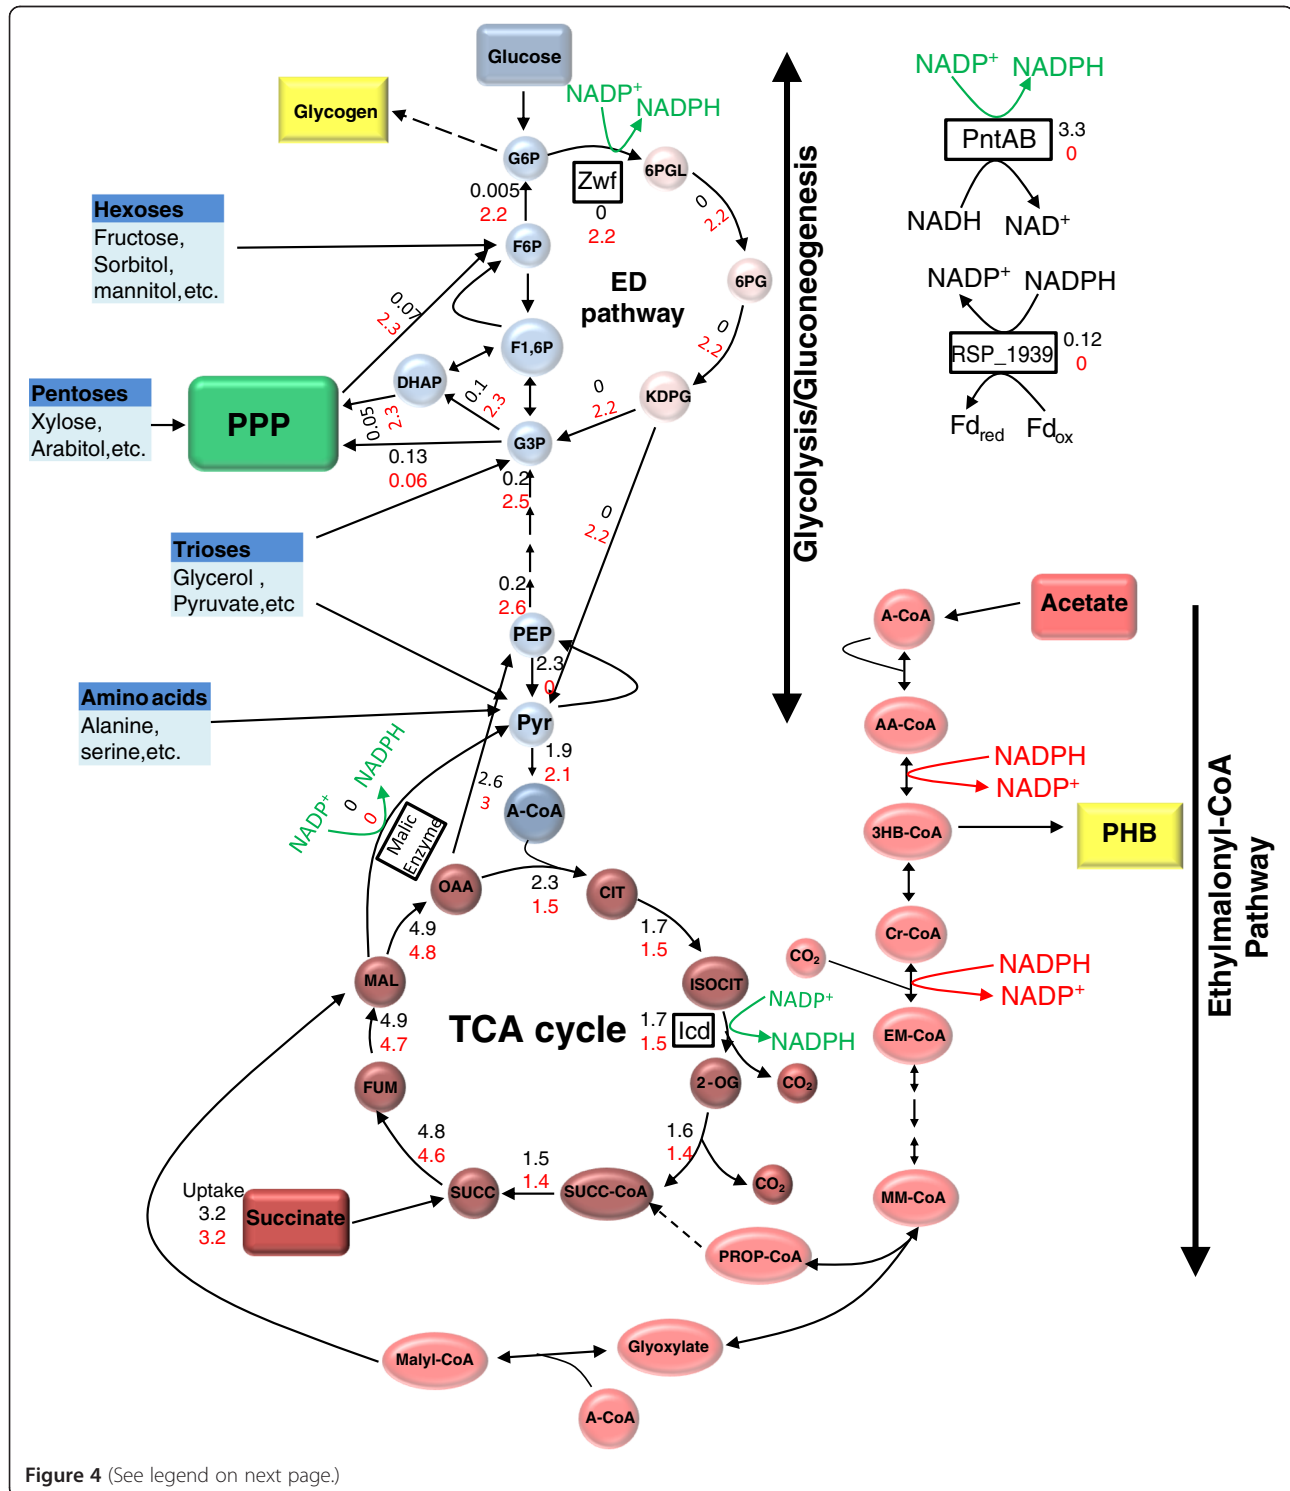 Glucose
NADP+
NADPH
Glycogen
G6P
Zwf
0
2.2
6PGL
0
2.2
0.005
2.2
Hexoses
Fructose,
Sorbitol,
mannitol,etc.
F6P
ED
pathway
6PG
0.07
2.3
0
2.2
F1,6P
DHAP
0.1
2.3
KDPG
0
2.2
Pentoses
Xylose,
Arabitol,etc.
PPP
0.05
2.3
G3P
0.13
0.06
0.2
2.5
0
2.2
Trioses
Glycerol ,
Pyruvate,etc
0.2
2.6
PEP
2.3
0
Amino acids
Alanine,
serine,etc.
Pyr
1.9
2.1
NADP+
NADPH
0
0
Malic
Enzyme
2.6
3
A-CoA
OAA
2.3
1.5
CIT
4.9
4.8
1.7
1.5
MAL
ISOCIT
NADP+
NADPH
4.9
4.7
TCA cycle
1.7
1.5
Icd
FUM
2-OG
CO2
4.8
4.6
1.6
1.4
1.5
1.4
CO2
Uptake
3.2
3.2
Succinate
SUCC
SUCC-CoA
PROP-CoA
Malyl-CoA
Glyoxylate
A-CoA
Glycolysis/Gluconeogenesis
NADP+
NADPH
PntAB
3.3
0
NADH
NAD+
NADP+
NADPH
RSP_1939
0.12
0
Fdred
Fdox
A-CoA
Acetate
AA-CoA
NADPH
NADP+
3HB-CoA
PHB
Cr-CoA
CO2
NADPH
NADP+
EM-CoA
MM-CoA
Ethylmalonyl-CoA
Pathway
Figure 4 (See legend on next page.)